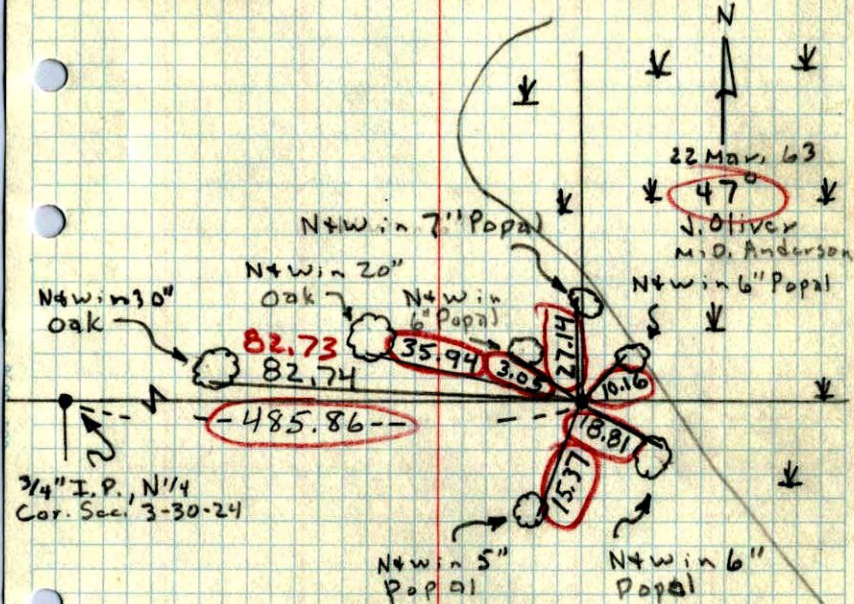 N
22 Mar, 63
47°
J. Oliver
M.D. Anderson
N&W in 7" Popal
N&W in 20"
Oak
N&W in
6" Popal
N&W in 6" Popal
N&W in 30"
Oak
82.73
82.74
35.94
3.05
27.14
10.16
--485.86--
18.81
15.37
3/4" I.P., N 1/4
Cor. Sec. 3-30-24
N&W in 5"
Popal
N&W in 6"
Popal